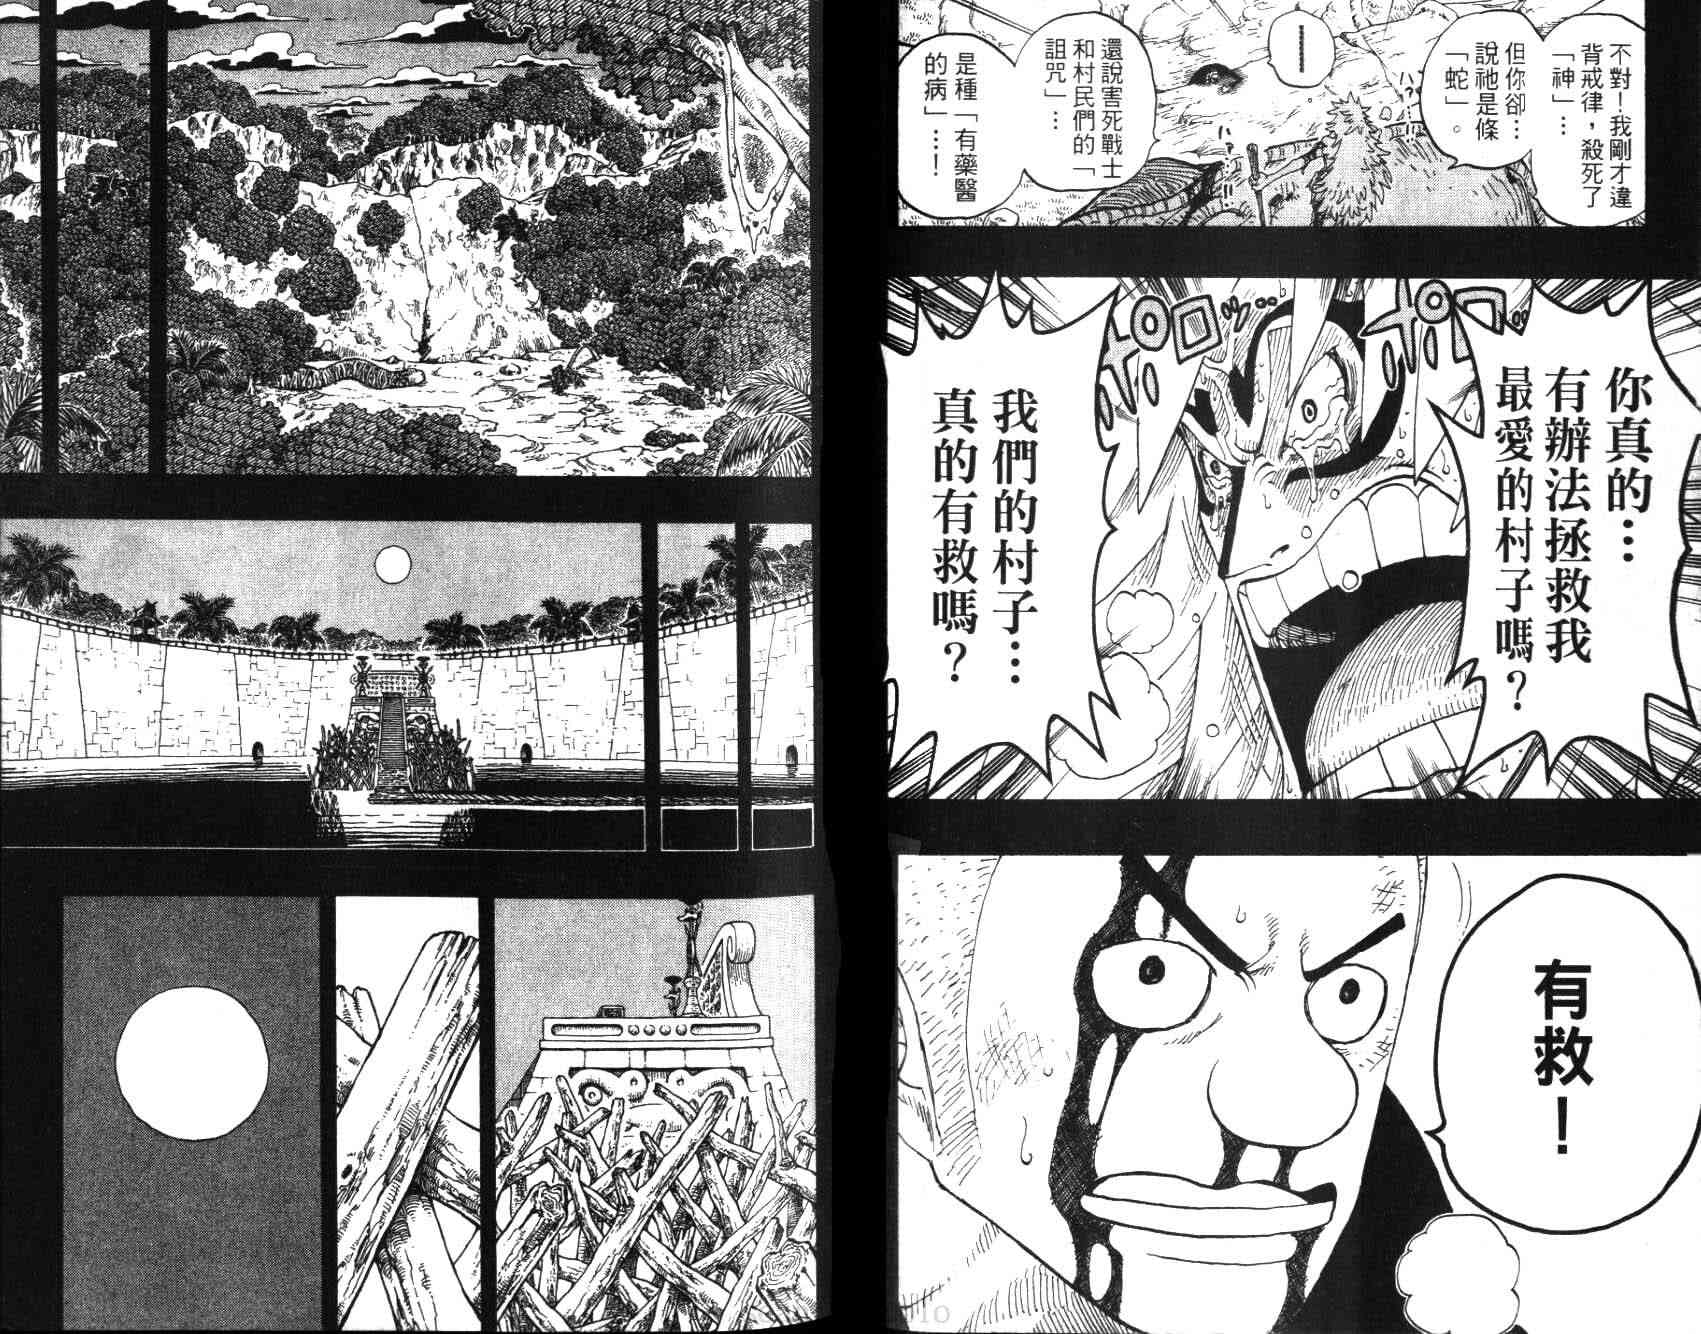 不對！我剛才違
背戒律，殺死了
「神」…
但你卻…
說祂是條
「蛇」。
還說害死戰士
和村民們的「
詛咒」…
是種「有藥醫
的病」…！
你真的…
有辦法拯救我
最愛的村子嗎？
我們的村子…
真的有救嗎？
有救！